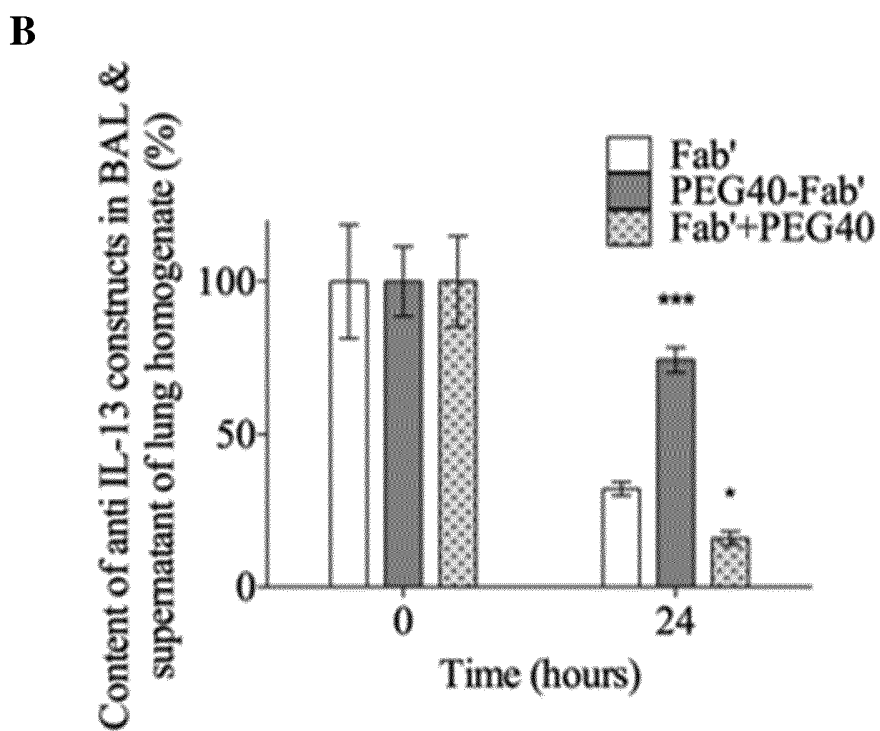 B
Content of anti IL-13 constructs in BAL &
supernatant of lung homogenate (%)
Fab'
PEG40-Fab'
Fab'+PEG40
100
50
0
***
*
0 24
Time (hours)